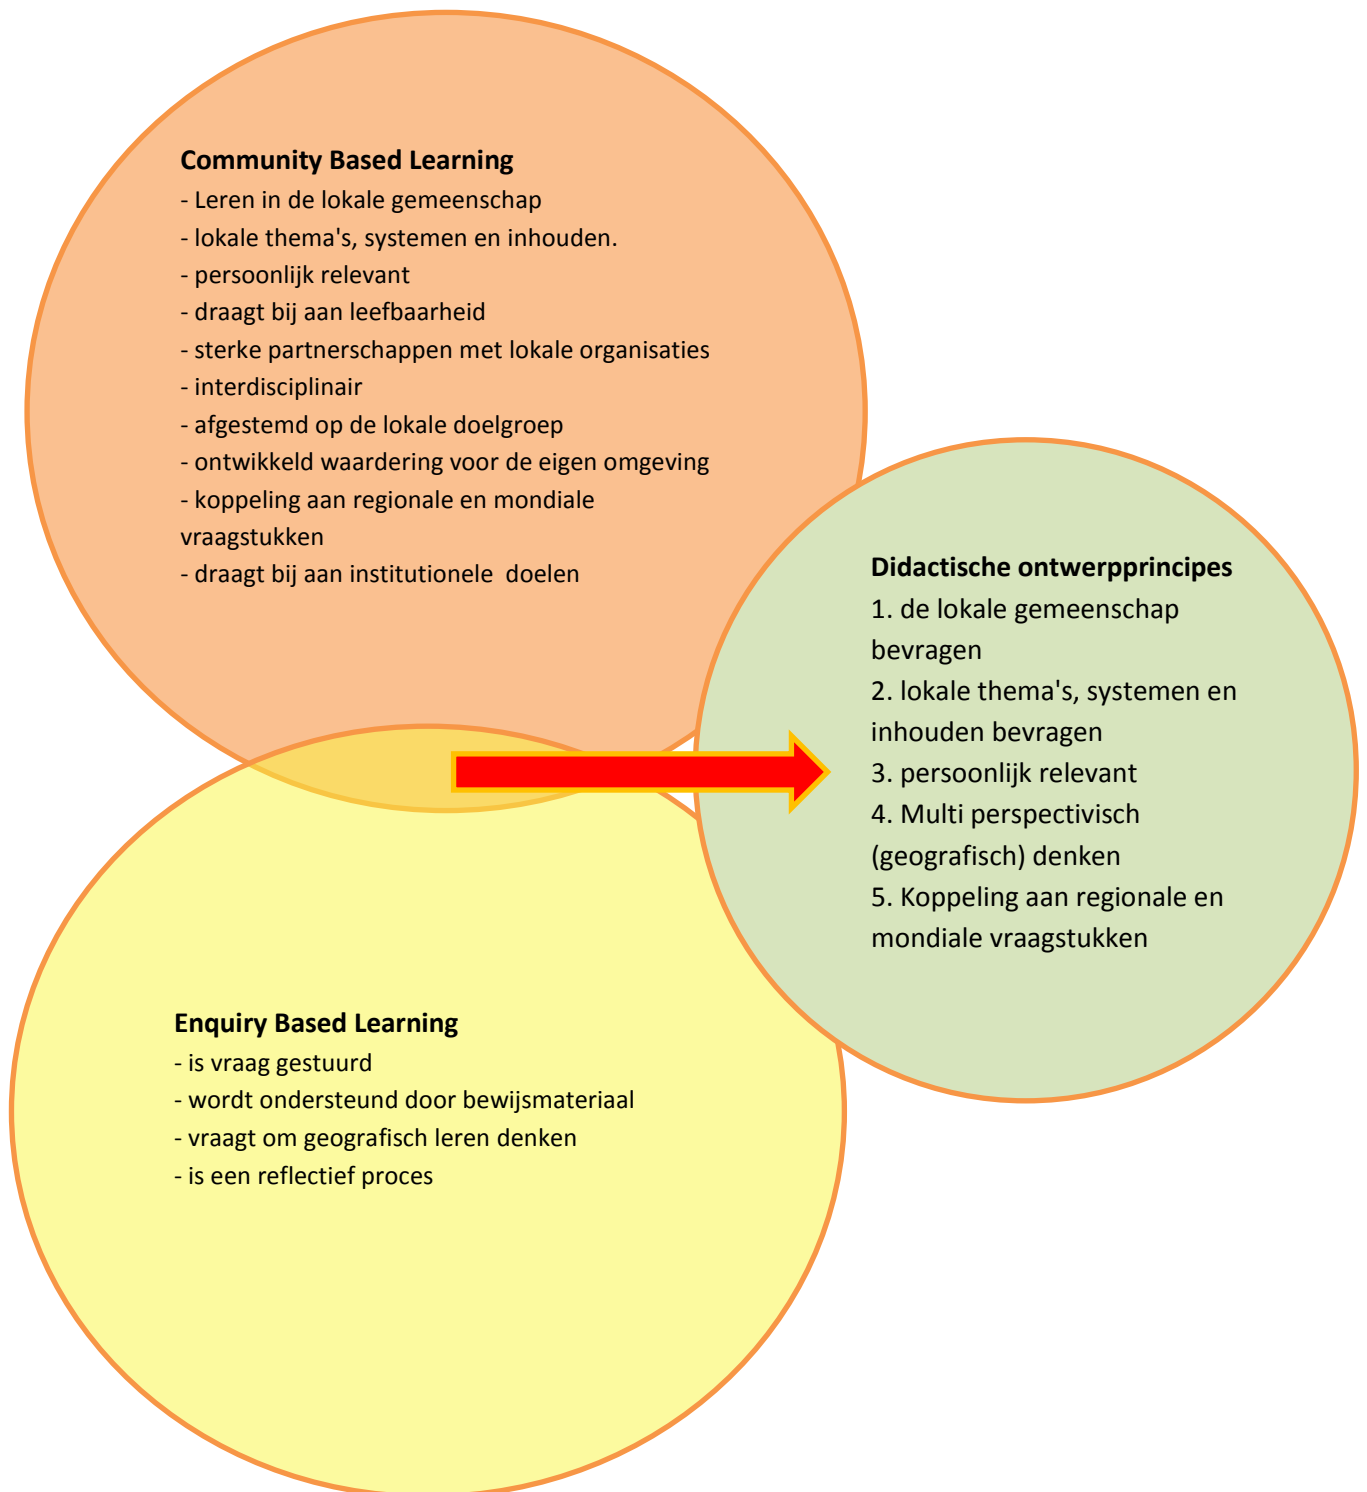 Community Based Learning
- Leren in de lokale gemeenschap
- lokale thema's, systemen en inhouden.
- persoonlijk relevant
- draagt bij aan leefbaarheid
- sterke partnerschappen met lokale organisaties
- interdisciplinair
- afgestemd op de lokale doelgroep
- ontwikkeld waardering voor de eigen omgeving
- koppeling aan regionale en mondiale
vraagstukken
- draagt bij aan institutionele  doelen
Didactische ontwerpprincipes
1. de lokale gemeenschap
bevragen
2. lokale thema's, systemen en
inhouden bevragen
3. persoonlijk relevant
4. Multi perspectivisch
(geografisch) denken
5. Koppeling aan regionale en
mondiale vraagstukken
Enquiry Based Learning
- is vraag gestuurd
- wordt ondersteund door bewijsmateriaal
- vraagt om geografisch leren denken
- is een reflectief proces